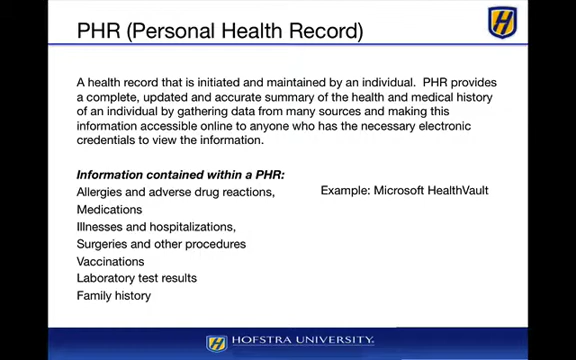 PHR (Personal Health Record)
A health record that is initiated and maintained by an individual.  PHR provides
a complete, updated and accurate summary of the health and medical history
of an individual by gathering data from many sources and making this
information accessible online to anyone who has the necessary electronic
credentials to view the information.
Information contained within a PHR:
Allergies and adverse drug reactions,
Medications
Illnesses and hospitalizations,
Surgeries and other procedures
Vaccinations
Laboratory test results
Family history
Example: Microsoft HealthVault
HOFSTRA UNIVERSITY